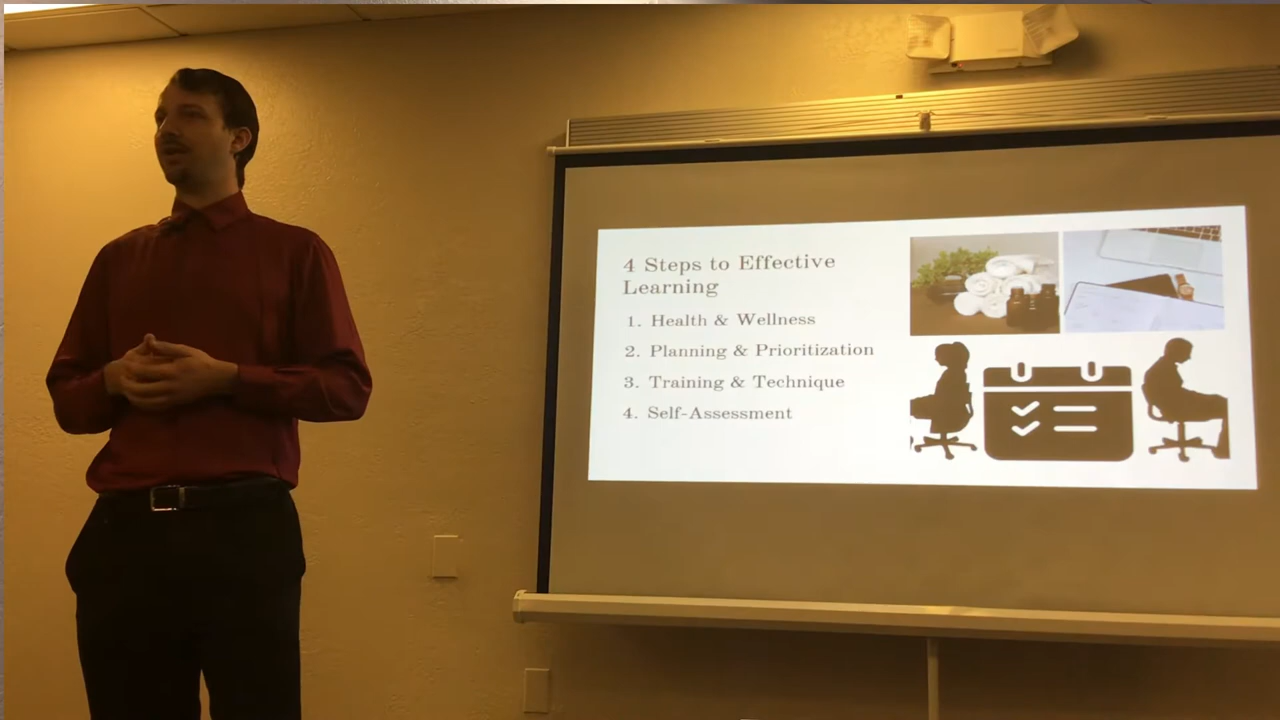 4 Steps to Effective
Learning
1. Health & Wellness
2. Planning & Prioritization
3. Training & Technique
4. Self-Assessment